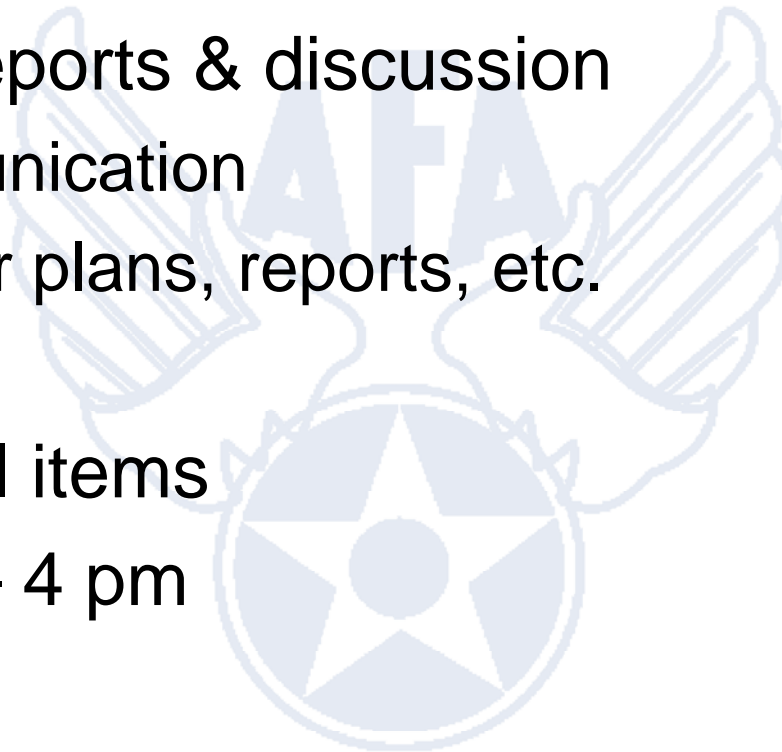 eports & discussion
AFA
unication
r plans, reports, etc.
l items
- 4 pm